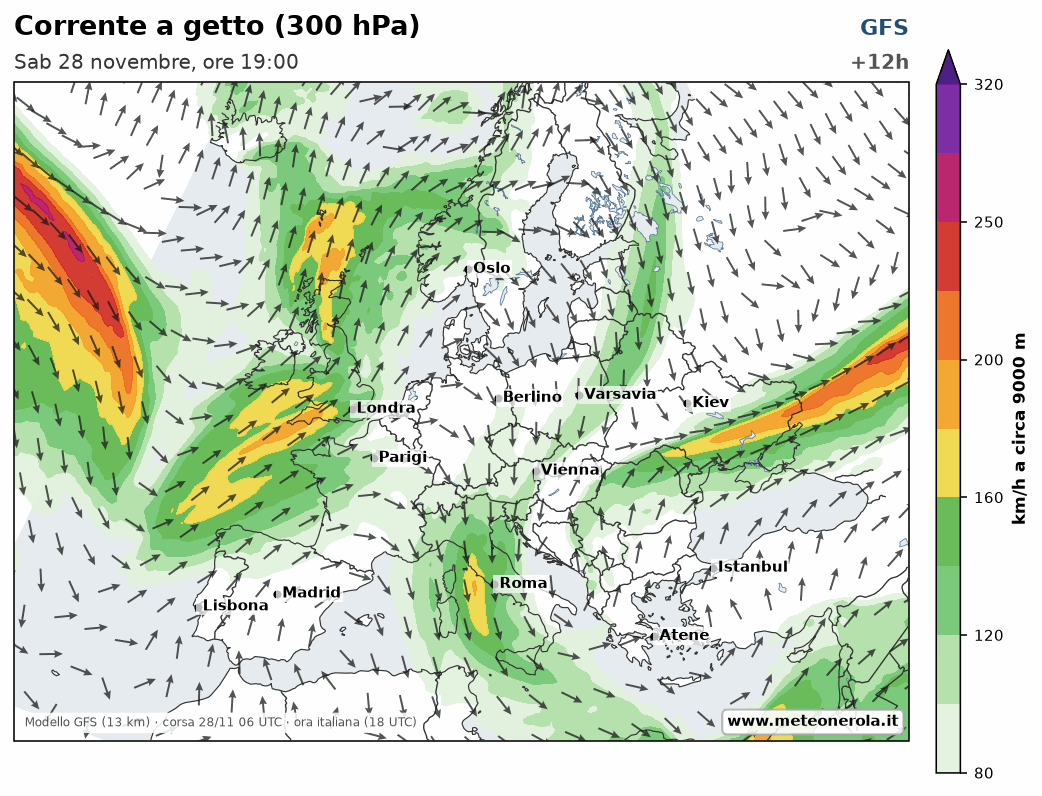 Corrente a getto (300 hPa)
GFS
Sab 28 novembre, ore 19:00
+12h
320
250
200
160
120
80
km/h a circa 9000 m
Oslo
Londra
Berlino
Varsavia
Kiev
Parigi
Vienna
Istanbul
Roma
Madrid
Lisbona
Atene
Modello GFS (13 km) · corsa 28/11 06 UTC · ora italiana (18 UTC)
www.meteonerola.it